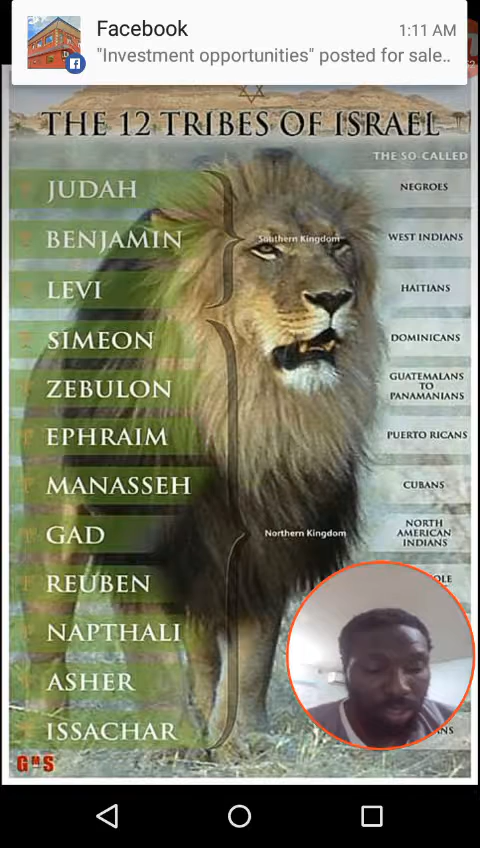 Facebook
1:11 AM
"Investment opportunities" posted for sale..
THE 12 TRIBES OF ISRAEL
THE SO-CALLED
JUDAH
NEGROES
BENJAMIN
Southern Kingdom
WEST INDIANS
LEVI
HAITIANS
SIMEON
DOMINICANS
ZEBULON
GUATEMALANS
TO
PANAMANIANS
EPHRAIM
PUERTO RICANS
MANASSEH
CUBANS
GAD
Northern Kingdom
NORTH
AMERICAN
INDIANS
REUBEN
OLE
NAPTHALI
ASHER
ISSACHAR
NS
GMS